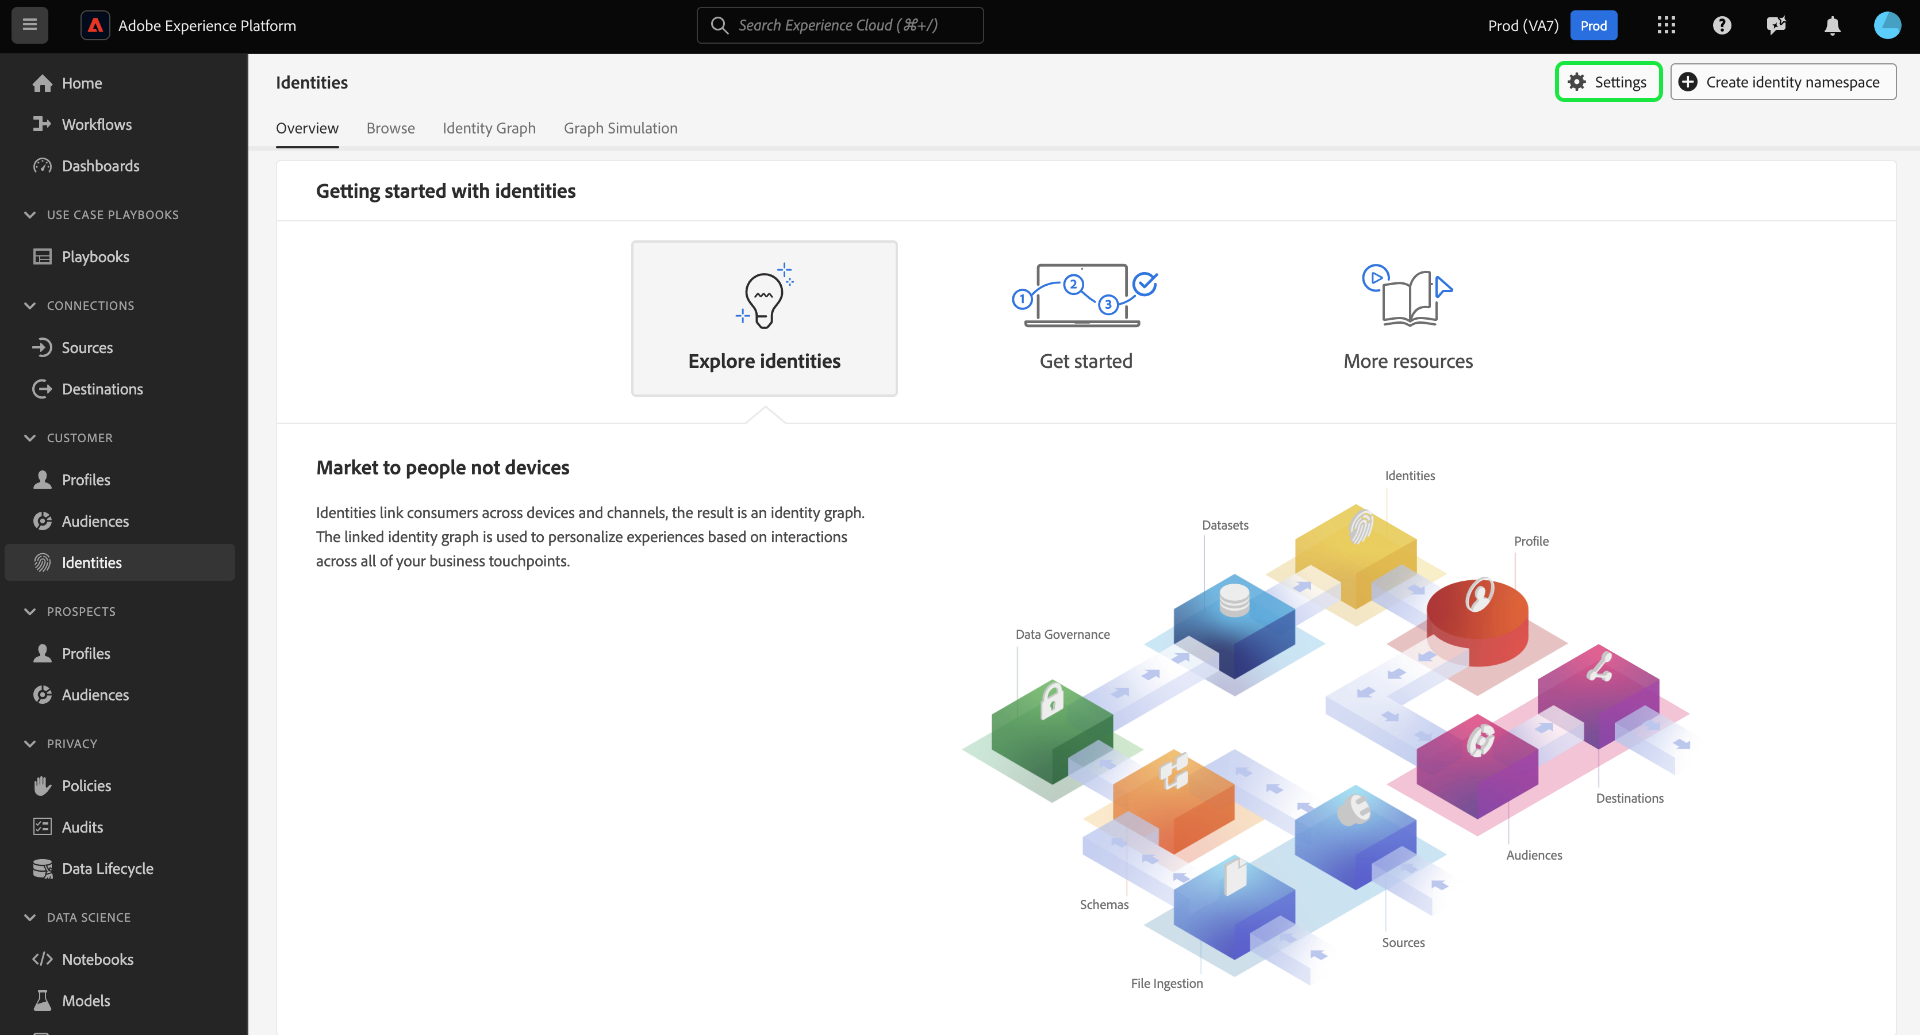 Adobe Experience Platform
Search Experience Cloud (⌘+/)
Prod (VA7)
Prod
Home
Workflows
Dashboards
USE CASE PLAYBOOKS
Playbooks
CONNECTIONS
Sources
Destinations
CUSTOMER
Profiles
Audiences
Identities
PROSPECTS
Profiles
Audiences
PRIVACY
Policies
Audits
Data Lifecycle
DATA SCIENCE
Notebooks
Models
Identities
Settings
Create identity namespace
Overview
Browse
Identity Graph
Graph Simulation
Getting started with identities
Explore identities
1
2
3
Get started
More resources
Market to people not devices
Identities link consumers across devices and channels, the result is an identity graph.
The linked identity graph is used to personalize experiences based on interactions
across all of your business touchpoints.
Identities
Datasets
Profile
Data Governance
Destinations
Audiences
Schemas
Sources
File Ingestion